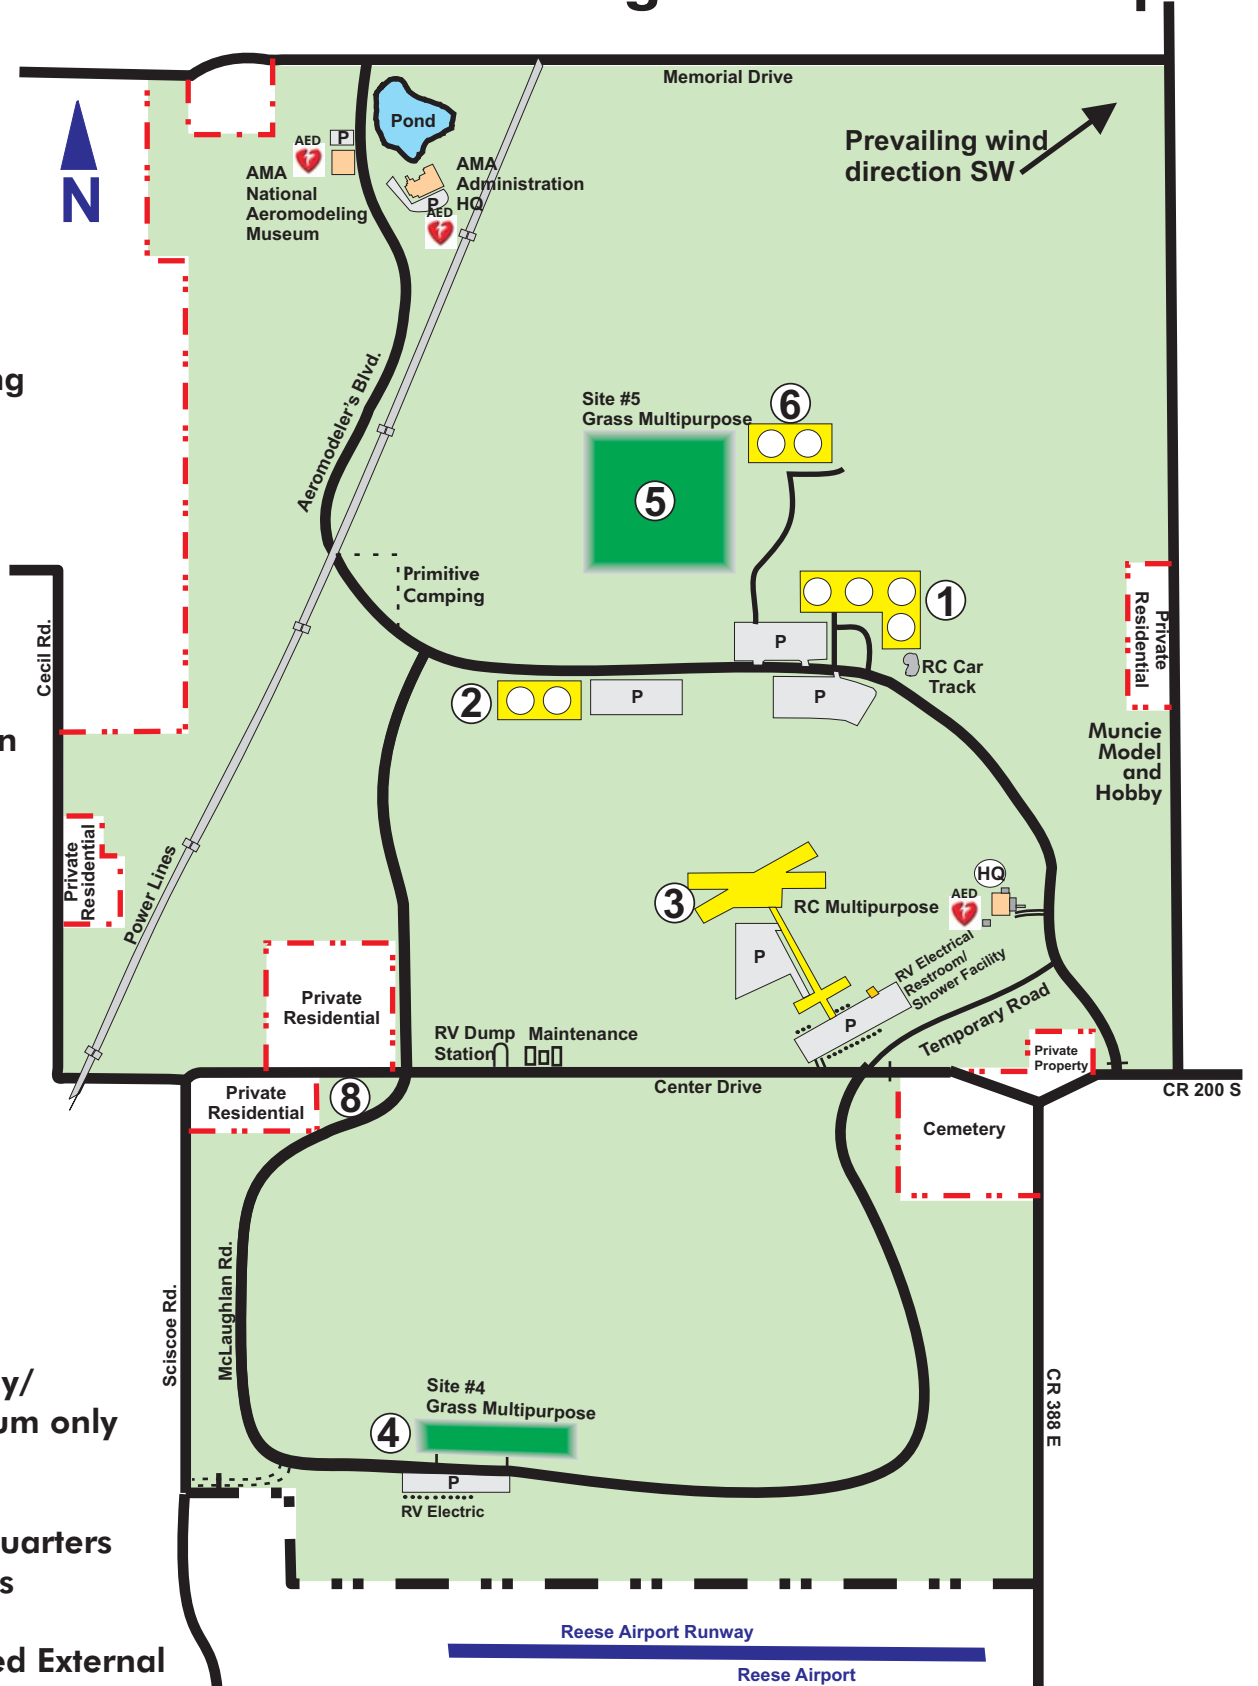 Memorial Drive
Pond
N
AED
P
AMA
National
Aeromodeling
Museum
AMA
Administration
HQ
P
AED
Prevailing wind
direction SW
Aeromodeler's Blvd.
Site #5
Grass Multipurpose
6
5
Primitive
Camping
1
P
RC Car
Track
Private
Residential
Cecil Rd.
2
P
P
Muncie
Model
and
Hobby
Private
Residential
Power Lines
3
RC Multipurpose
HQ
AED
P
RV Electrical
Restroom/
Shower Facility
P
Temporary Road
Private
Residential
RV Dump
Station
Maintenance
Private
Property
Center Drive
CR 200 S
Private
Residential
8
Cemetery
Sciscoe Rd.
McLaughlan Rd.
CR 388 E
Site #4
Grass Multipurpose
4
P
RV Electric
y/
um only
uarters
s
ed External
Reese Airport Runway
Reese Airport